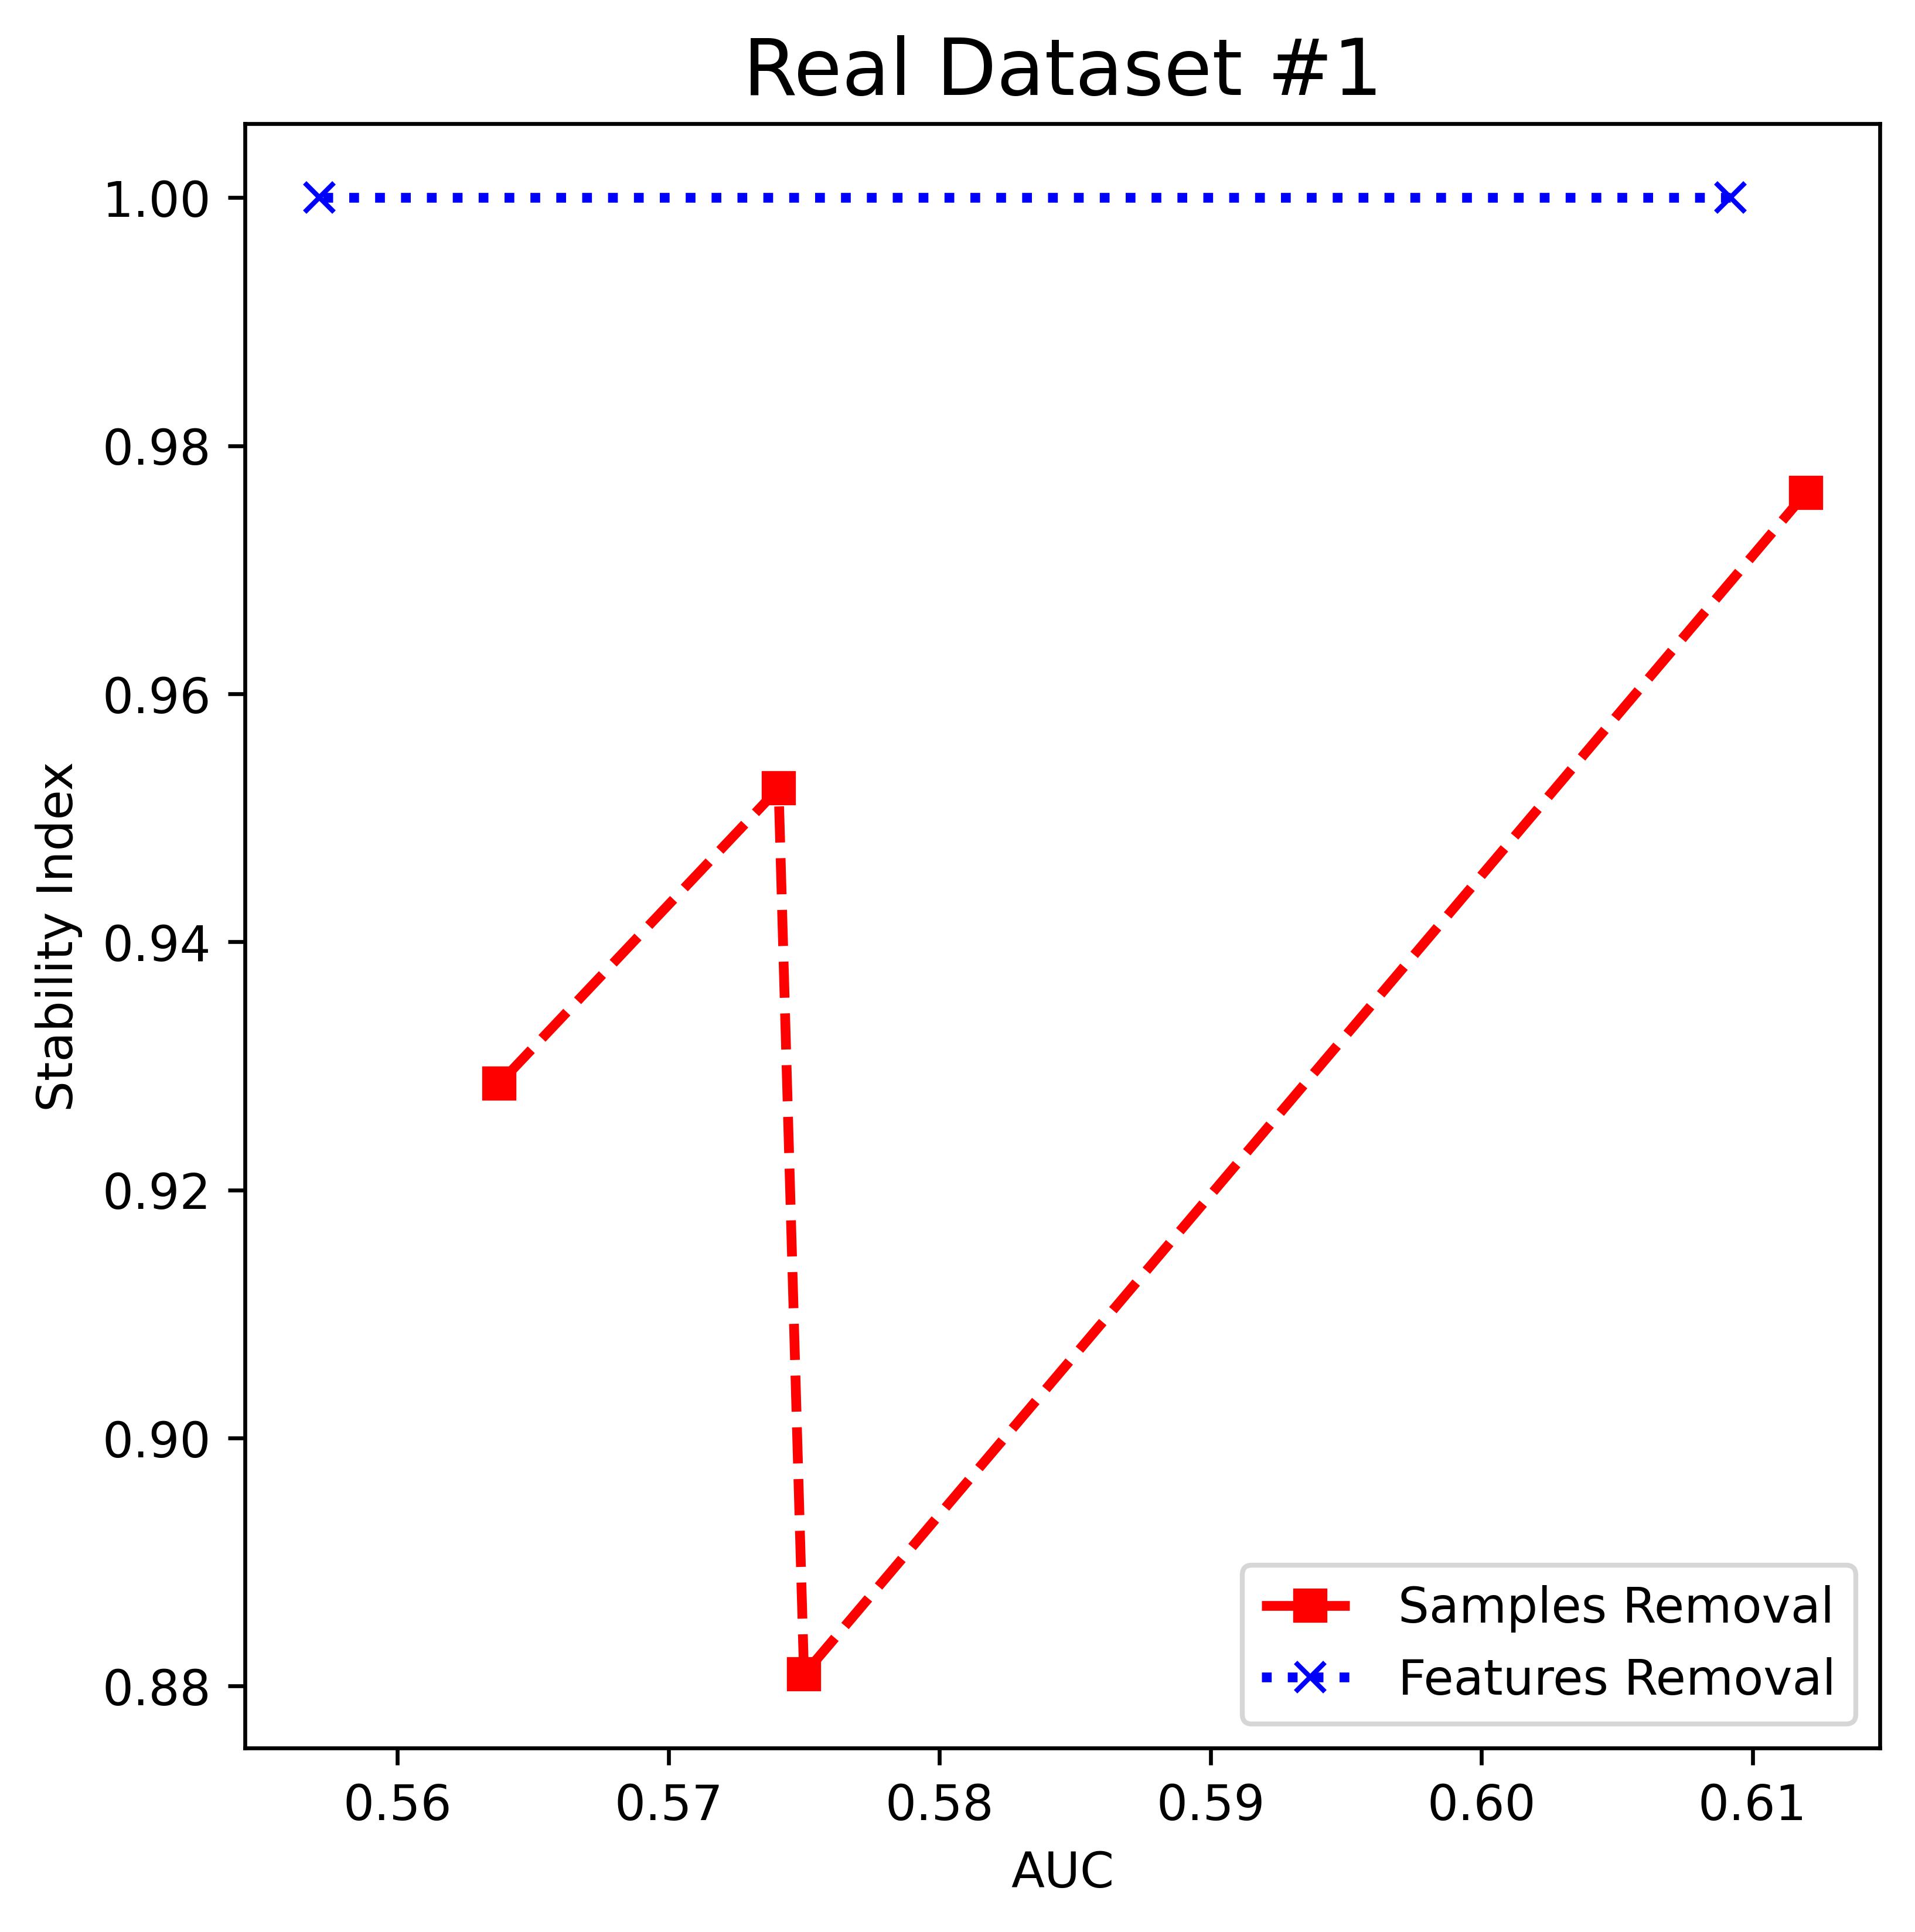 Real Dataset #1
1.00
0.98
0.96
0.94
0.92
0.90
0.88
Stability Index
0.56 0.57 0.58 0.59 0.60 0.61
AUC
Samples Removal
Features Removal